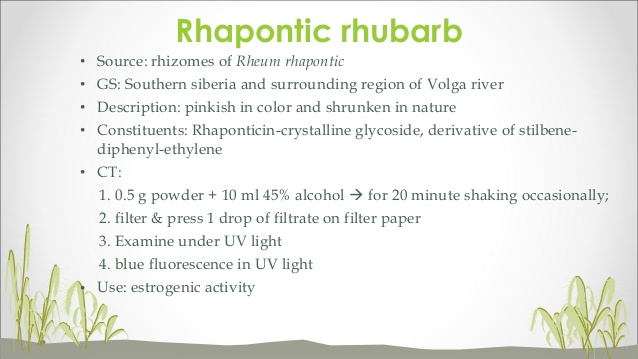 Rhapontic rhubarb
• Source: rhizomes of Rheum rhapontic
• GS: Southern siberia and surrounding region of Volga river
• Description: pinkish in color and shrunken in nature
• Constituents: Rhaponticin-crystalline glycoside, derivative of stilbene-
diphenyl-ethylene
• CT:
1. 0.5 g powder + 10 ml 45% alcohol → for 20 minute shaking occasionally;
2. filter & press 1 drop of filtrate on filter paper
3. Examine under UV light
4. blue fluorescence in UV light
• Use: estrogenic activity